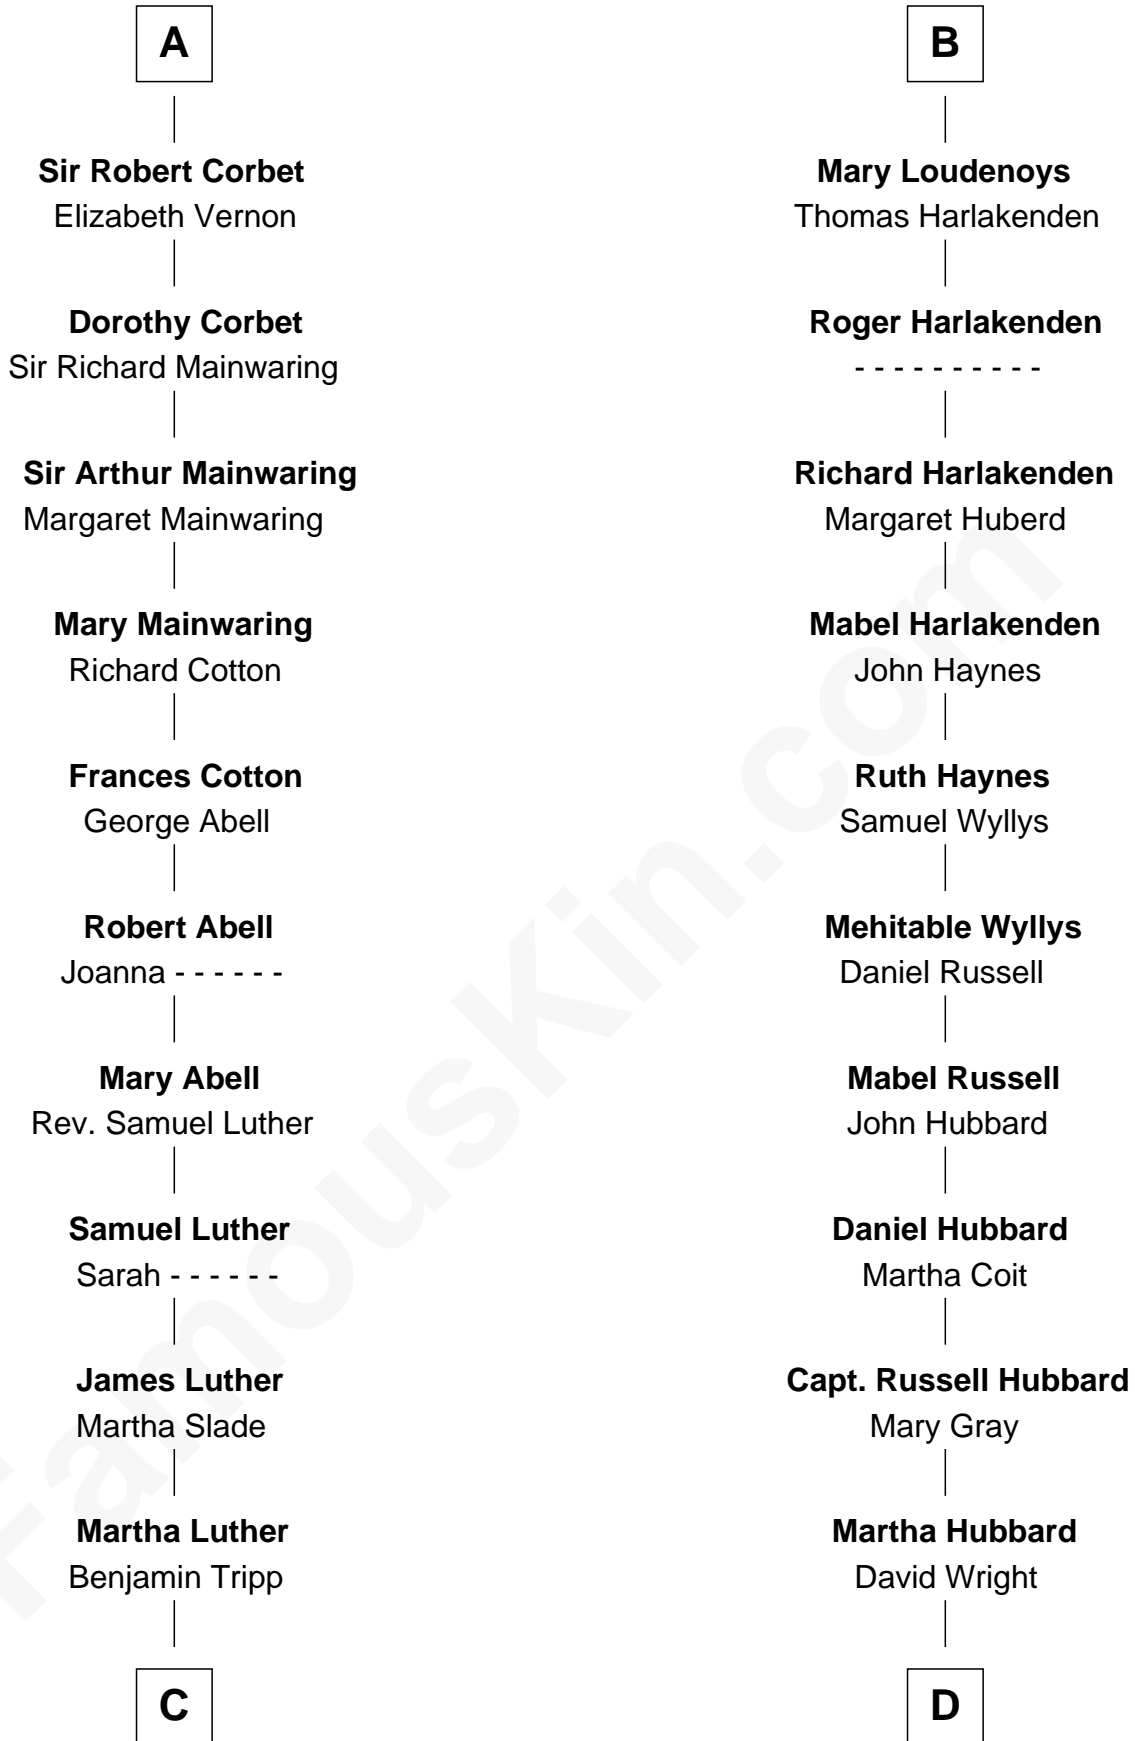 A
Sir Robert Corbet
Elizabeth Vernon
Dorothy Corbet
Sir Richard Mainwaring
Sir Arthur Mainwaring
Margaret Mainwaring
Mary Mainwaring
Richard Cotton
Frances Cotton
George Abell
Robert Abell
Joanna - - - - - -
Mary Abell
Rev. Samuel Luther
Samuel Luther
Sarah - - - - - -
James Luther
Martha Slade
Martha Luther
Benjamin Tripp
C
B
Mary Loudenoys
Thomas Harlakenden
Roger Harlakenden
- - - - - - - - - -
Richard Harlakenden
Margaret Huberd
Mabel Harlakenden
John Haynes
Ruth Haynes
Samuel Wyllys
Mehitable Wyllys
Daniel Russell
Mabel Russell
John Hubbard
Daniel Hubbard
Martha Coit
Capt. Russell Hubbard
Mary Gray
Martha Hubbard
David Wright
D
FamousKin.com